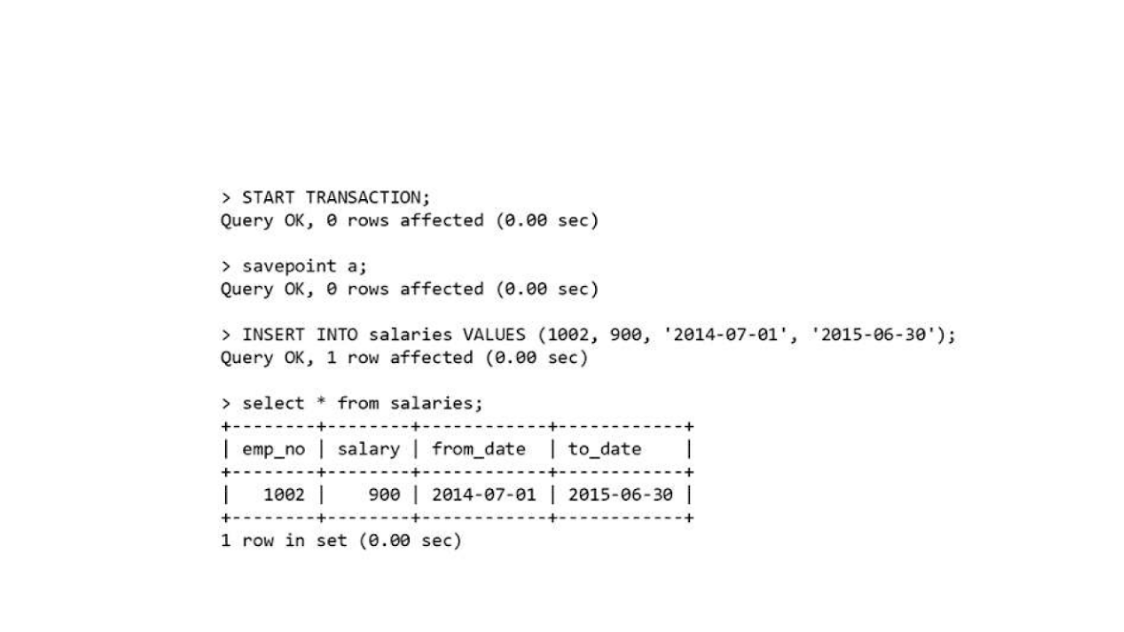 > START TRANSACTION;
Query OK, 0 rows affected (0.00 sec)
> savepoint a;
Query OK, 0 rows affected (0.00 sec)
> INSERT INTO salaries VALUES (1002, 900, '2014-07-01', '2015-06-30');
Query OK, 1 row affected (0.00 sec)
> select * from salaries;
+--------+--------+------------+------------+
| emp_no | salary | from_date  | to_date    |
+--------+--------+------------+------------+
|   1002 |    900 | 2014-07-01 | 2015-06-30 |
+--------+--------+------------+------------+
1 row in set (0.00 sec)